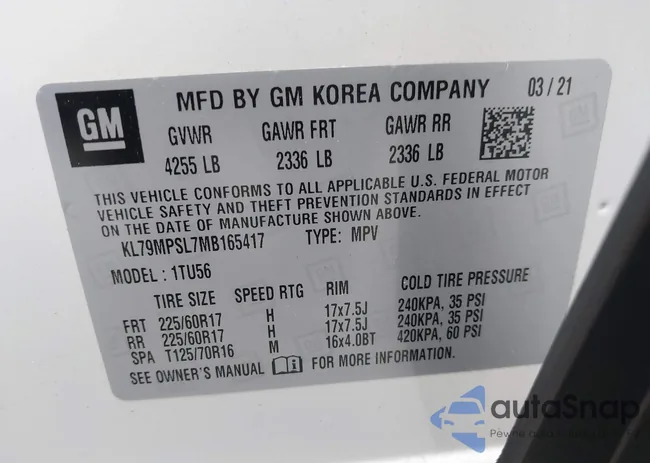 GM
MFD BY GM KOREA COMPANY 03 / 21
GVWR GAWR FRT GAWR RR
4255 LB 2336 LB 2336 LB
THIS VEHICLE CONFORMS TO ALL APPLICABLE U.S. FEDERAL MOTOR
VEHICLE SAFETY AND THEFT PREVENTION STANDARDS IN EFFECT
ON THE DATE OF MANUFACTURE SHOWN ABOVE.
KL79MPSL7MB165417 TYPE: MPV
MODEL : 1TU56
TIRE SIZE SPEED RTG RIM COLD TIRE PRESSURE
FRT 225/60R17 H 17x7.5J 240KPA, 35 PSI
RR 225/60R17 H 17x7.5J 240KPA, 35 PSI
SPA T125/70R16 M 16x4.0BT 420KPA, 60 PSI
SEE OWNER'S MANUAL FOR MORE INFORMATION
autoSnap